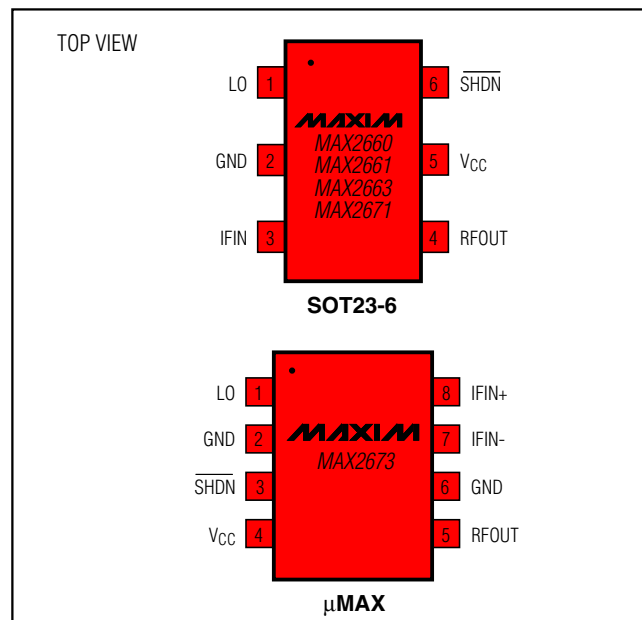 TOP VIEW
LO 1 6 S̅H̅D̅N̅
MAXIM
MAX2660
GND 2 MAX2661 5 VCC
MAX2663
MAX2671
IFIN 3 4 RFOUT
SOT23-6
LO 1 8 IFIN+
GND 2 MAXIM 7 IFIN-
MAX2673
S̅H̅D̅N̅ 3 6 GND
VCC 4 5 RFOUT
μMAX